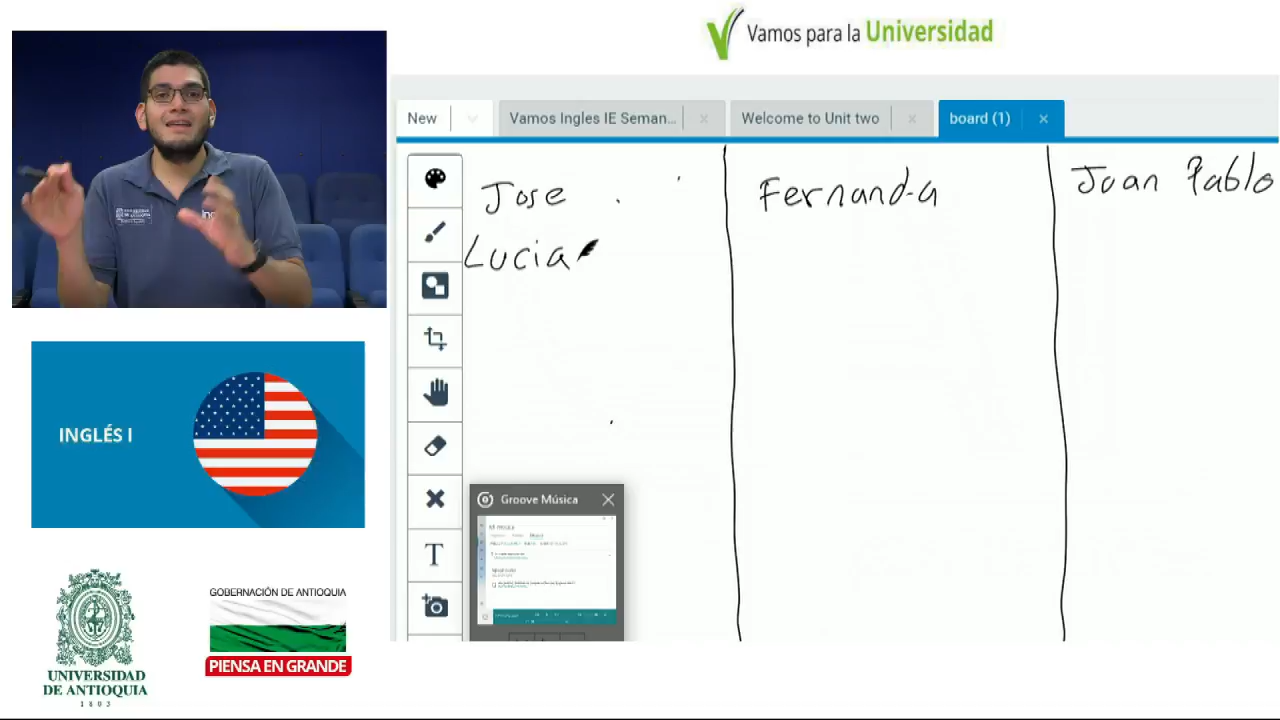 Vamos para la Universidad
New
Vamos Ingles IE Seman...
Welcome to Unit two
board (1)
Jose
Fernanda
Juan Pablo
Lucia
INGLÉS I
T
Groove Música
UNIVERSIDAD
DE ANTIOQUIA
1803
GOBERNACIÓN DE ANTIOQUIA
PIENSA EN GRANDE